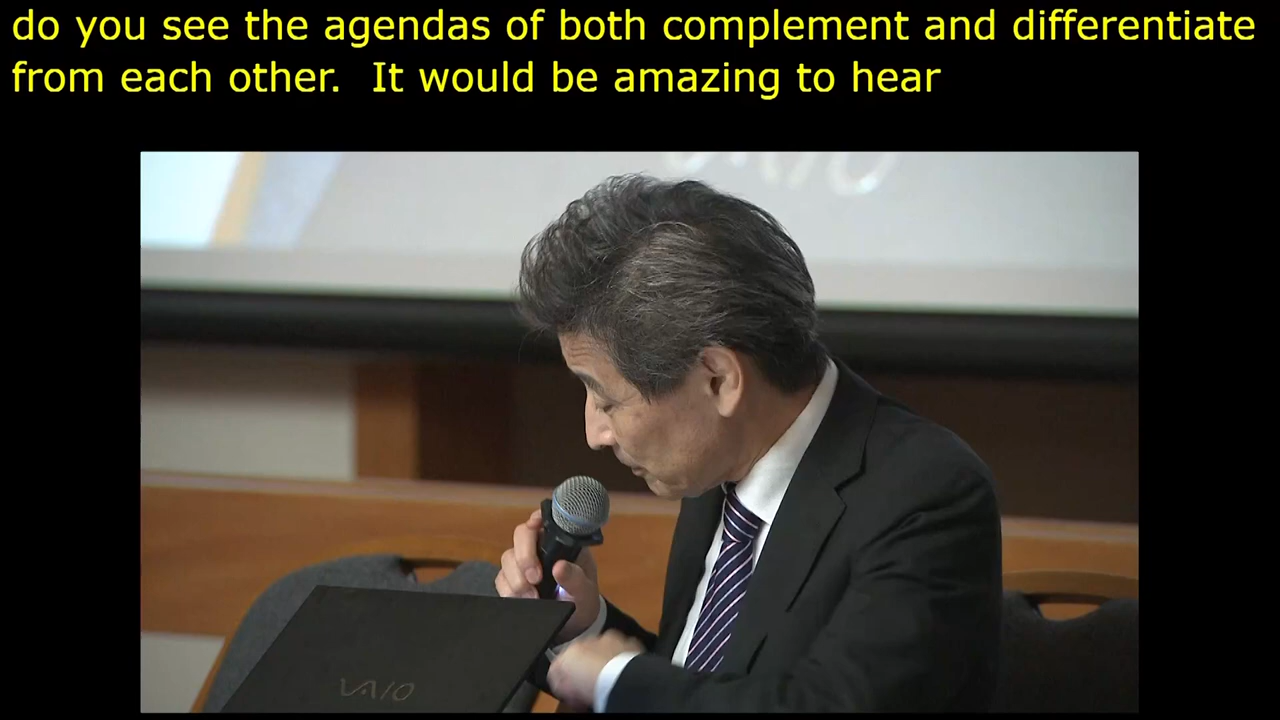 do you see the agendas of both complement and differentiate
from each other.  It would be amazing to hear
VAIO
VAIO